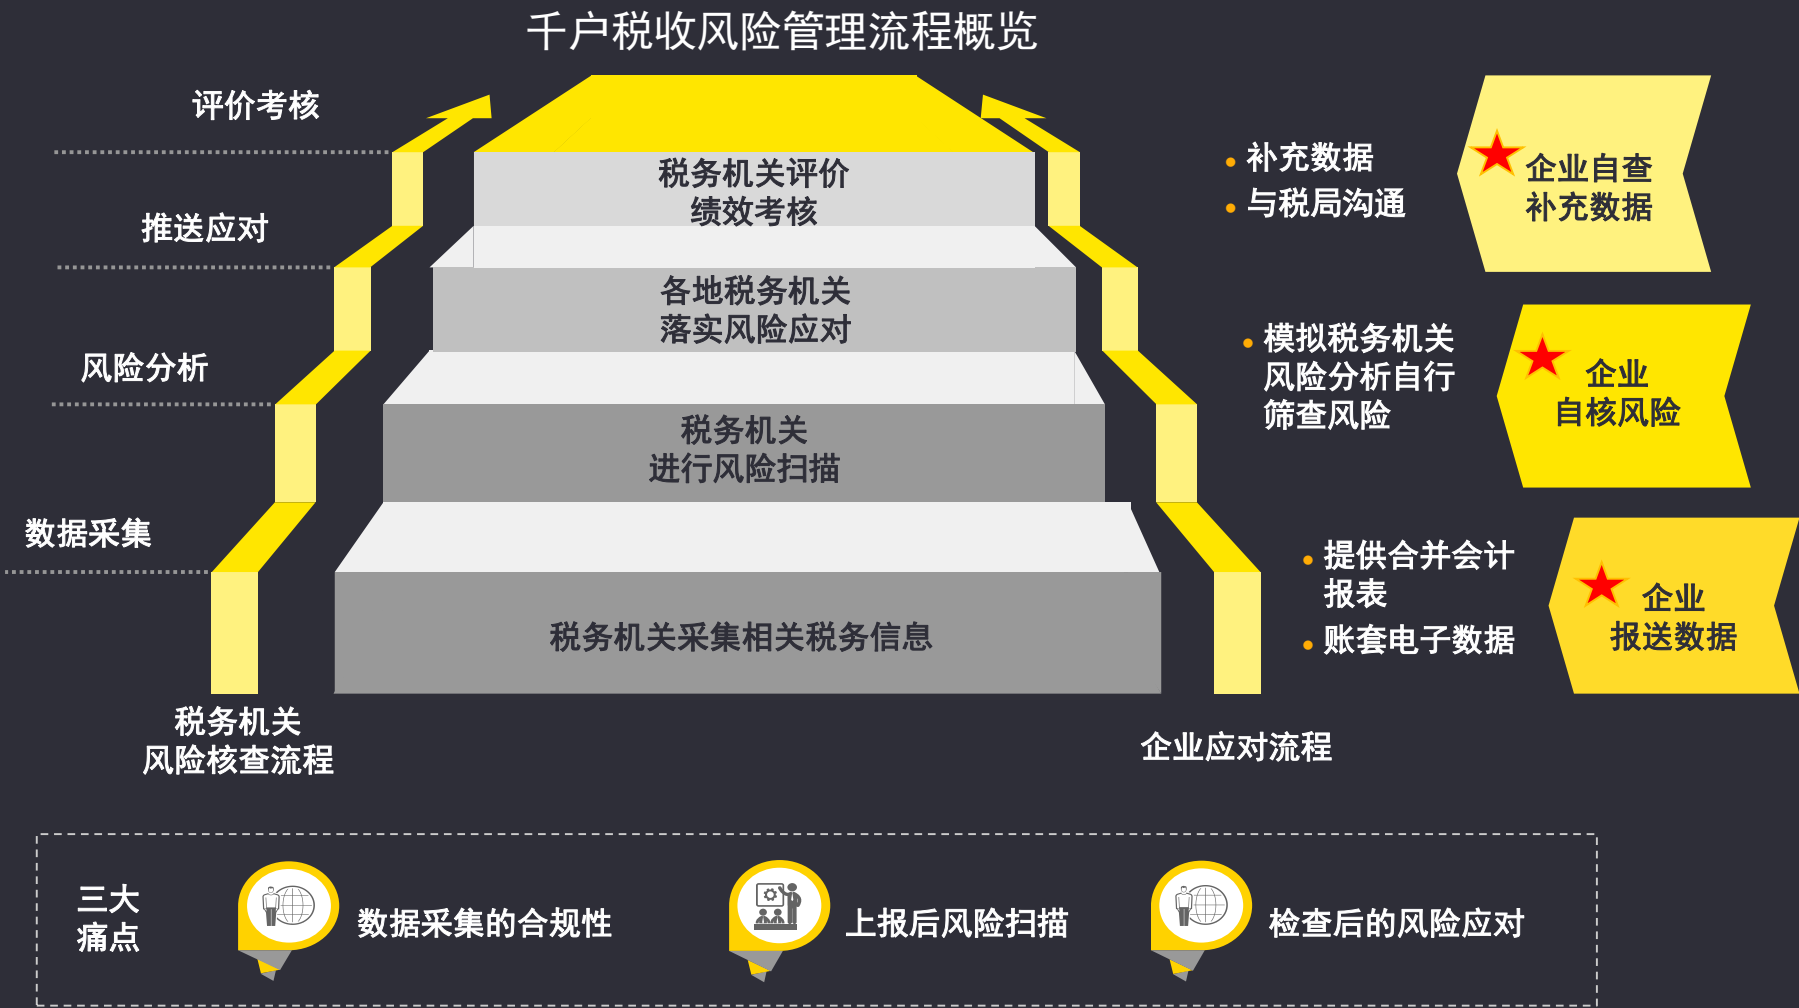 千户税收风险管理流程概览
评价考核
推送应对
风险分析
数据采集
税务机关评价
绩效考核
各地税务机关
落实风险应对
税务机关
进行风险扫描
税务机关采集相关税务信息
税务机关
风险核查流程
企业应对流程
补充数据
与税局沟通
企业自查
补充数据
模拟税务机关
风险分析自行
筛查风险
企业
自核风险
提供合并会计
报表
账套电子数据
企业
报送数据
三大
痛点
数据采集的合规性
上报后风险扫描
检查后的风险应对